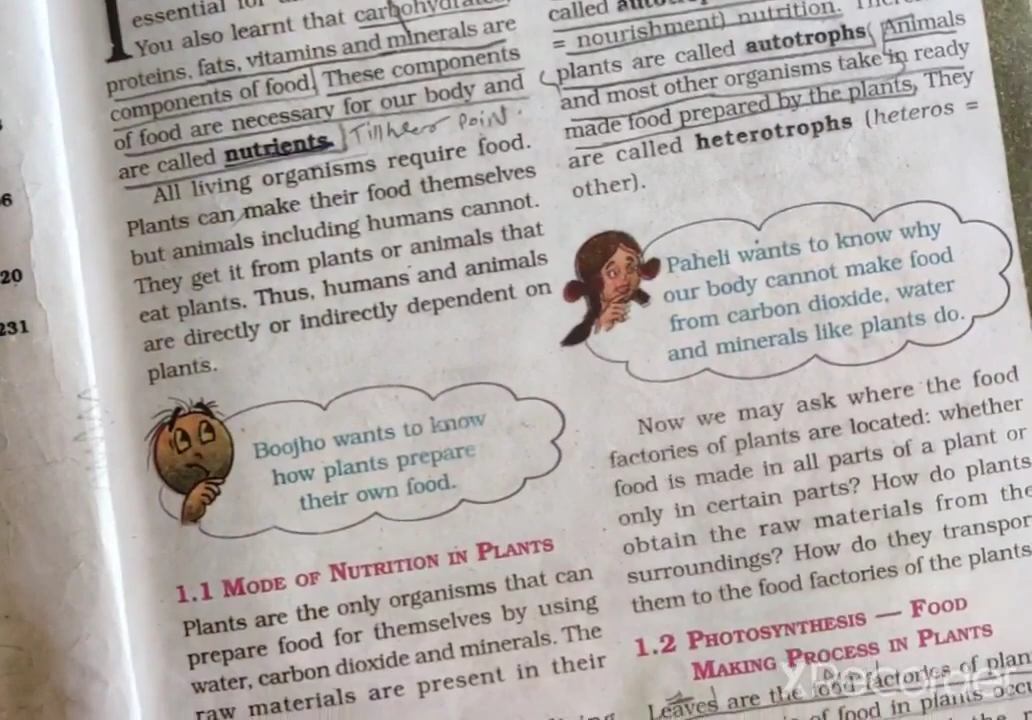 essential for
You also learnt that carbohydrates,
proteins, fats, vitamins and minerals are
components of food. These components
of food are necessary for our body and
are called nutrients. Till here Point.
All living organisms require food.
Plants can make their food themselves
but animals including humans cannot.
They get it from plants or animals that
eat plants. Thus, humans and animals
are directly or indirectly dependent on
plants.
Boojho wants to know
how plants prepare
their own food.
1.1 MODE OF NUTRITION IN PLANTS
Plants are the only organisms that can
prepare food for themselves by using
water, carbon dioxide and minerals. The
raw materials are present in their
called
= nourishment) nutrition.
plants are called autotrophs. Animals
and most other organisms take in ready
made food prepared by the plants. They
are called heterotrophs (heteros =
other).
Paheli wants to know why
our body cannot make food
from carbon dioxide, water
and minerals like plants do.
Now we may ask where the food
factories of plants are located: whether
food is made in all parts of a plant or
only in certain parts? How do plants
obtain the raw materials from the
surroundings? How do they transpor
them to the food factories of the plants
1.2 PHOTOSYNTHESIS — FOOD
MAKING PROCESS IN PLANTS
Leaves are the food factories of plan
of food in plants occu
6
20
231
XRecorder